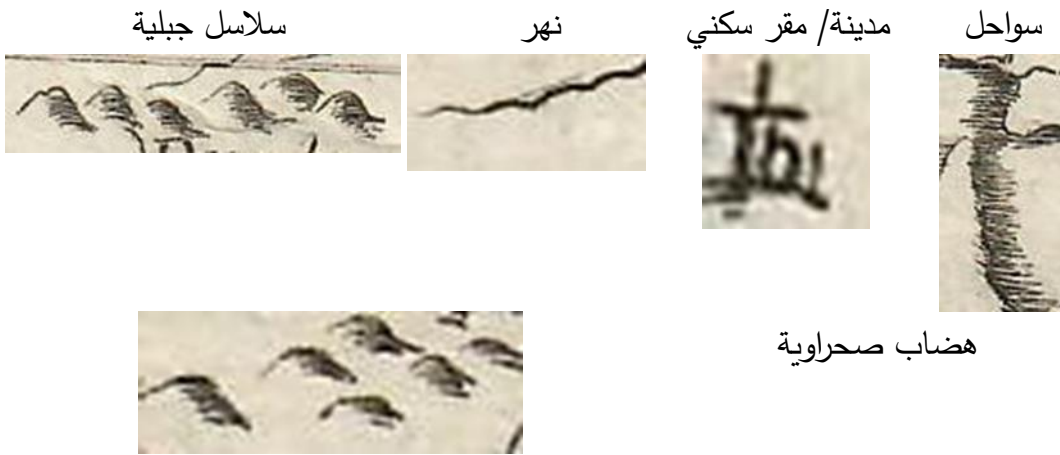 سواحل مدينة/ مقر سكني نهر سلاسل جبلية
هضاب صحراوية